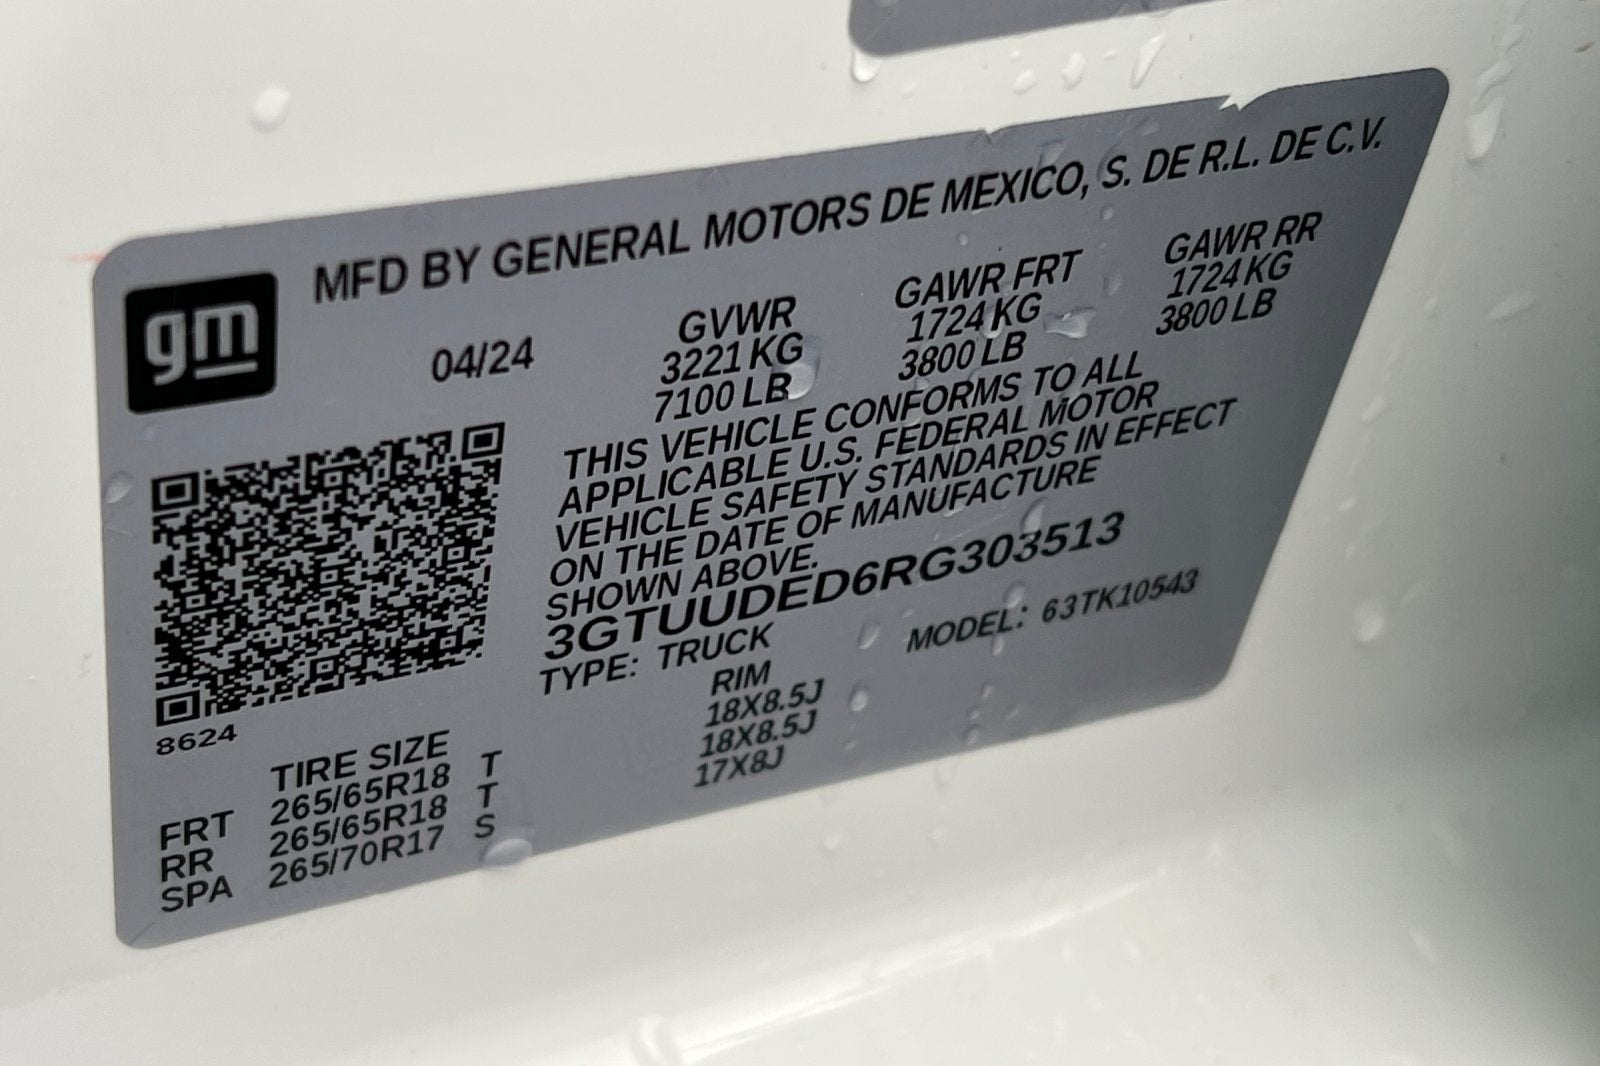 gm
MFD BY GENERAL MOTORS DE MEXICO, S. DE R.L. DE C.V.
04/24 GVWR GAWR FRT GAWR RR
3221 KG 1724 KG 1724 KG
7100 LB 3800 LB 3800 LB
THIS VEHICLE CONFORMS TO ALL
APPLICABLE U.S. FEDERAL MOTOR
VEHICLE SAFETY STANDARDS IN EFFECT
ON THE DATE OF MANUFACTURE
SHOWN ABOVE.
3GTUUDED6RG303513
TYPE: TRUCK MODEL: 63TK10543
8624
TIRE SIZE RIM
FRT 265/65R18 T 18X8.5J
RR 265/65R18 T 18X8.5J
SPA 265/70R17 S 17X8J